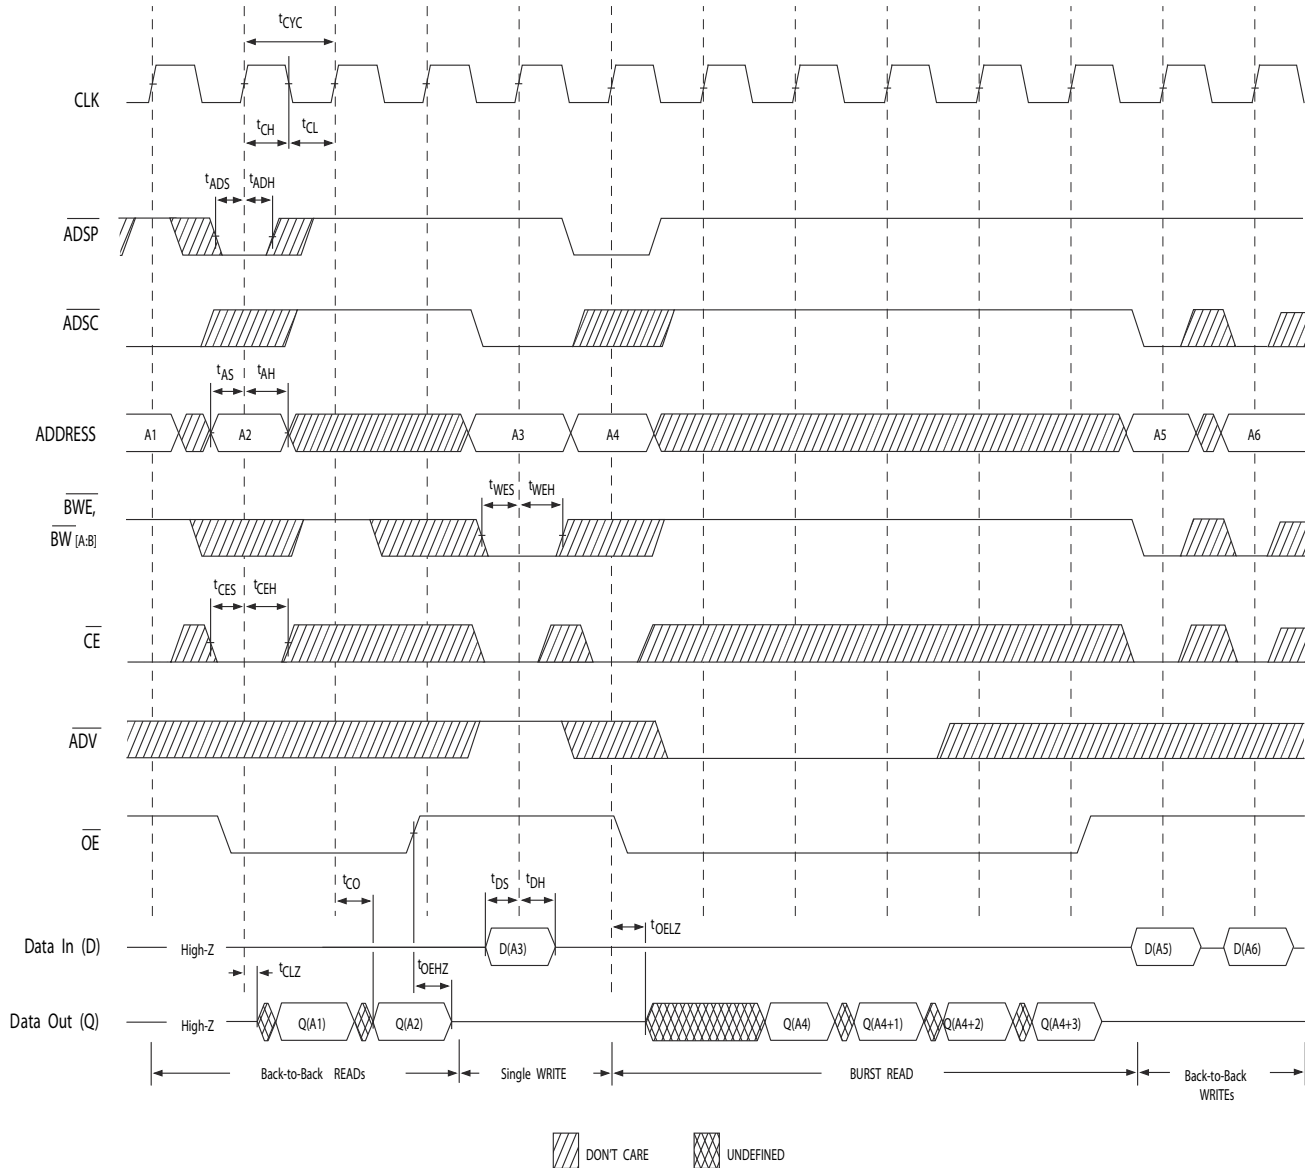 tCYC
CLK
tCH
tCL
tADS
tADH
ADSP
ADSC
tAS
tAH
ADDRESS
A1
A2
A3
A4
A5
A6
tWES
tWEH
BWE,
BW [A:B]
tCES
tCEH
CE
ADV
OE
tCO
tDS
tDH
tOELZ
Data In (D)
High-Z
D(A3)
D(A5)
D(A6)
tCLZ
tOEHZ
Data Out (Q)
High-Z
Q(A1)
Q(A2)
Q(A4)
Q(A4+1)
Q(A4+2)
Q(A4+3)
Back-to-Back READs
Single WRITE
BURST READ
Back-to-Back
WRITEs
DON'T CARE
UNDEFINED